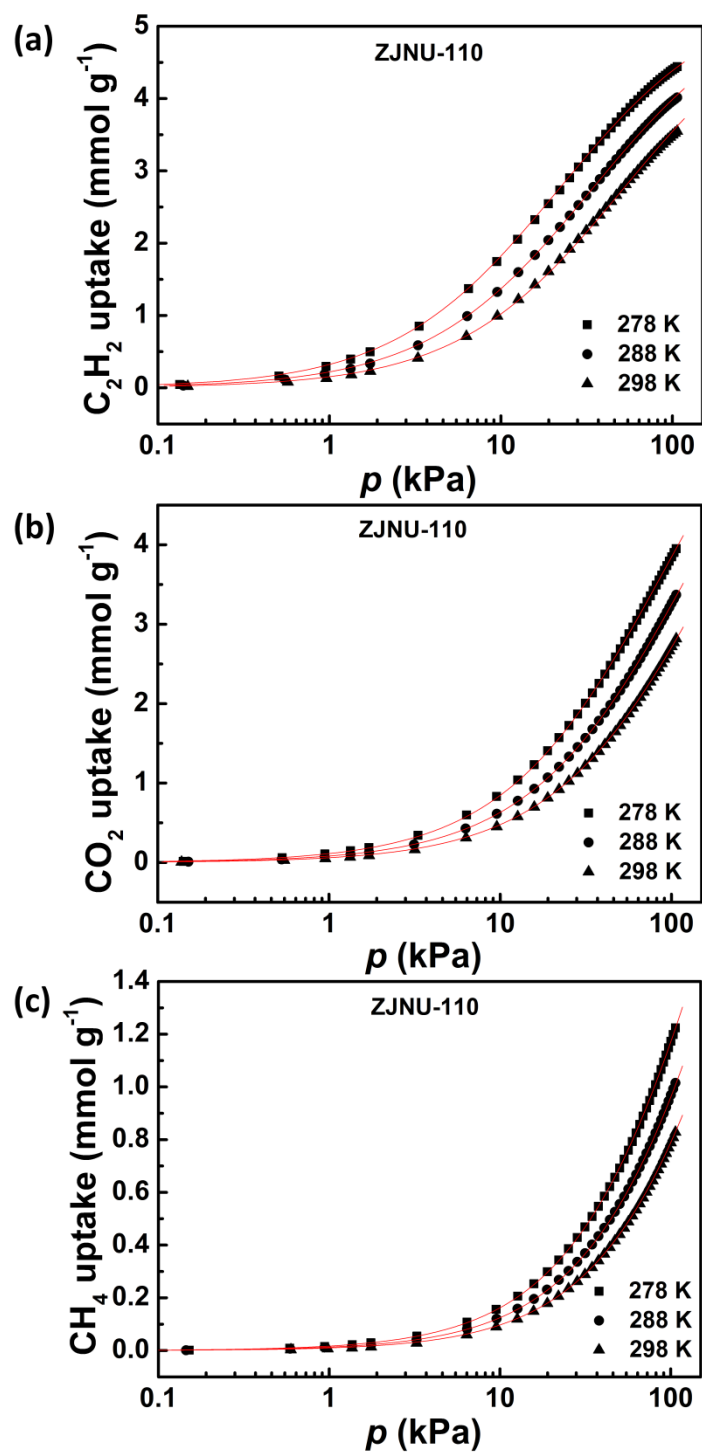 (a)
ZJNU-110
5
4
3
2
1
0
C₂H₂ uptake (mmol g⁻¹)
278 K
288 K
298 K
0.1 1 10 100
p (kPa)
(b)
ZJNU-110
4
3
2
1
0
CO₂ uptake (mmol g⁻¹)
278 K
288 K
298 K
0.1 1 10 100
p (kPa)
(c)
ZJNU-110
1.4
1.2
1.0
0.8
0.6
0.4
0.2
0.0
CH₄ uptake (mmol g⁻¹)
278 K
288 K
298 K
0.1 1 10 100
p (kPa)